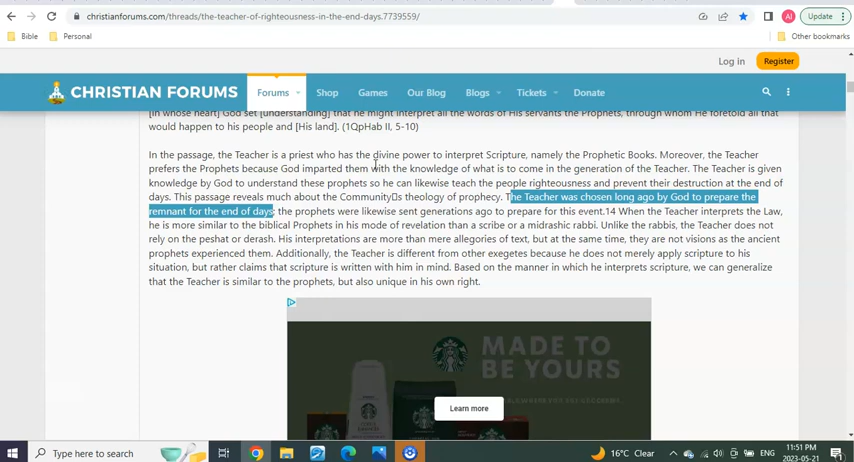 christianforums.com/threads/the-teacher-of-righteousness-in-the-end-days.7739559/
AI
Update
Bible
Personal
Other bookmarks
Log in
Register
CHRISTIAN FORUMS
Forums
Shop
Games
Our Blog
Blogs
Tickets
Donate
[in whose heart] God set [understanding] that he might interpret all the words of His servants the Prophets, through whom He foretold all that
would happen to his people and [His land]. (1QpHab II, 5-10)
In the passage, the Teacher is a priest who has the divine power to interpret Scripture, namely the Prophetic Books. Moreover, the Teacher
prefers the Prophets because God imparted them with the knowledge of what is to come in the generation of the Teacher. The Teacher is given
knowledge by God to understand these prophets so he can likewise teach the people righteousness and prevent their destruction at the end of
days. This passage reveals much about the Community□s theology of prophecy. The Teacher was chosen long ago by God to prepare the
remnant for the end of days; the prophets were likewise sent generations ago to prepare for this event.14 When the Teacher interprets the Law,
he is more similar to the biblical Prophets in his mode of revelation than a scribe or a midrashic rabbi. Unlike the rabbis, the Teacher does not
rely on the peshat or derash. His interpretations are more than mere allegories of text, but at the same time, they are not visions as the ancient
prophets experienced them. Additionally, the Teacher is different from other exegetes because he does not merely apply scripture to his
situation, but rather claims that scripture is written with him in mind. Based on the manner in which he interprets scripture, we can generalize
that the Teacher is similar to the prophets, but also unique in his own right.
MADE TO
BE YOURS
Learn more
Type here to search
16°C Clear
ENG
11:51 PM
2023-05-21